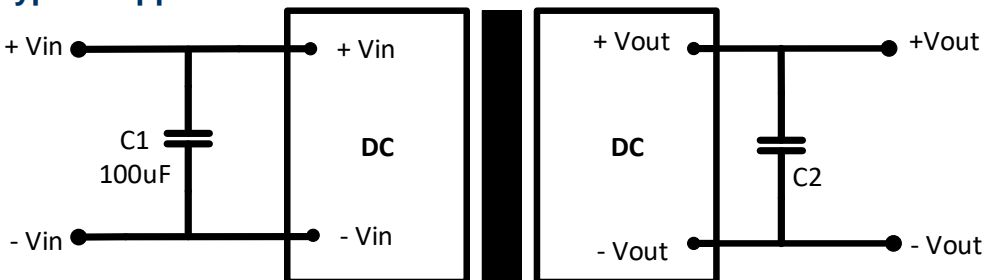 + Vin
+ Vin
+ Vout
+Vout
C1
100uF
DC
DC
C2
- Vin
- Vin
- Vout
- Vout